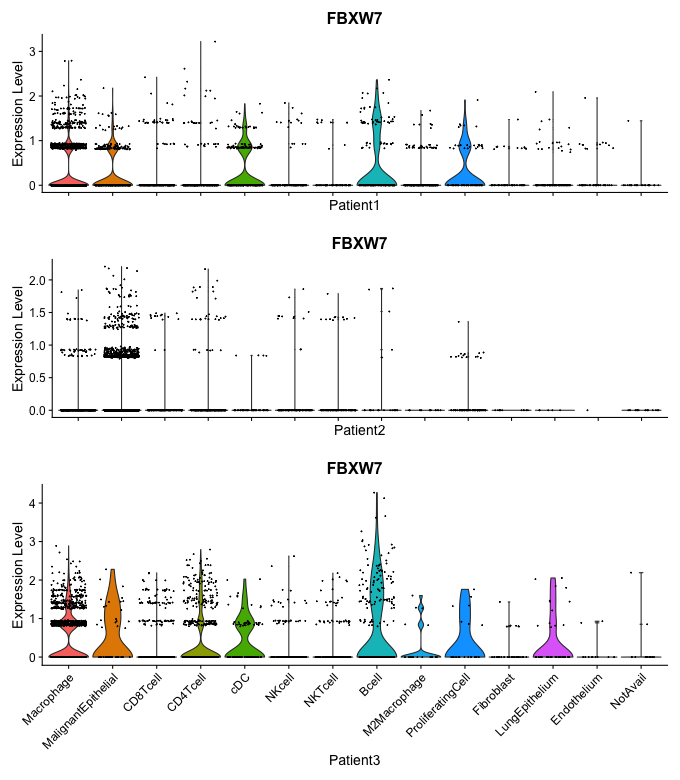 FBXW7
Expression Level
3
2
1
0
Patient1
FBXW7
Expression Level
2.0
1.5
1.0
0.5
0.0
Patient2
FBXW7
Expression Level
4
3
2
1
0
Macrophage
MalignantEpithelial
CD8Tcell
CD4Tcell
cDC
NKcell
NKTcell
Bcell
M2Macrophage
ProliferatingCell
Fibroblast
LungEpithelium
Endothelium
NotAvail
Patient3